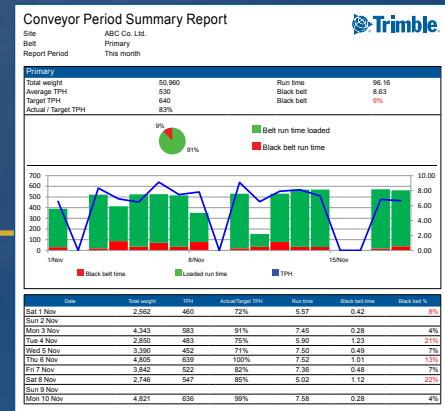 Conveyor Period Summary Report
Trimble
Site ABC Co. Ltd.
Belt Primary
Report Period This month
Primary
Total weight 50,960 Run time 96.16
Average TPH 530 Black belt 8.63
Target TPH 640 Black belt 9%
Actual / Target TPH 83%
9%
91%
Belt run time loaded
Black belt run time
700 10.00
600 8.00
500
400 6.00
300 4.00
200
100 2.00
0 0.00
1/Nov 8/Nov 15/Nov
Black belt time Loaded run time TPH
Date Total weight TPH Actual/Target TPH Run time Black belt time Black belt %
Sat 1 Nov 2,562 460 72% 5.57 0.42 8%
Sun 2 Nov
Mon 3 Nov 4,343 583 91% 7.45 0.28 4%
Tue 4 Nov 2,850 483 75% 5.90 1.23 21%
Wed 5 Nov 3,390 452 71% 7.50 0.49 7%
Thu 6 Nov 4,805 639 100% 7.52 1.01 13%
Fri 7 Nov 3,842 522 82% 7.36 0.48 7%
Sat 8 Nov 2,746 547 85% 5.02 1.12 22%
Sun 9 Nov
Mon 10 Nov 4,821 636 99% 7.58 0.28 4%